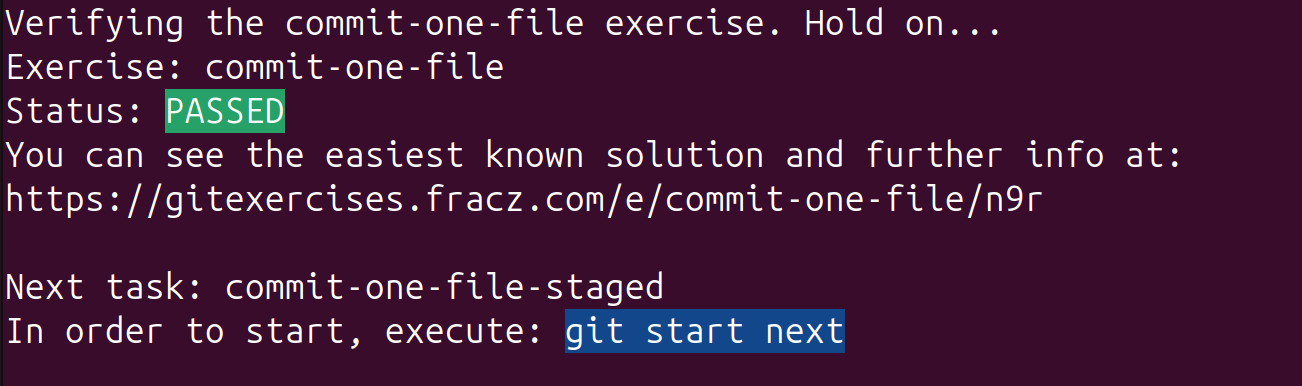 Verifying the commit-one-file exercise. Hold on...
Exercise: commit-one-file
Status: PASSED
You can see the easiest known solution and further info at:
https://gitexercises.fracz.com/e/commit-one-file/n9r
Next task: commit-one-file-staged
In order to start, execute: git start next